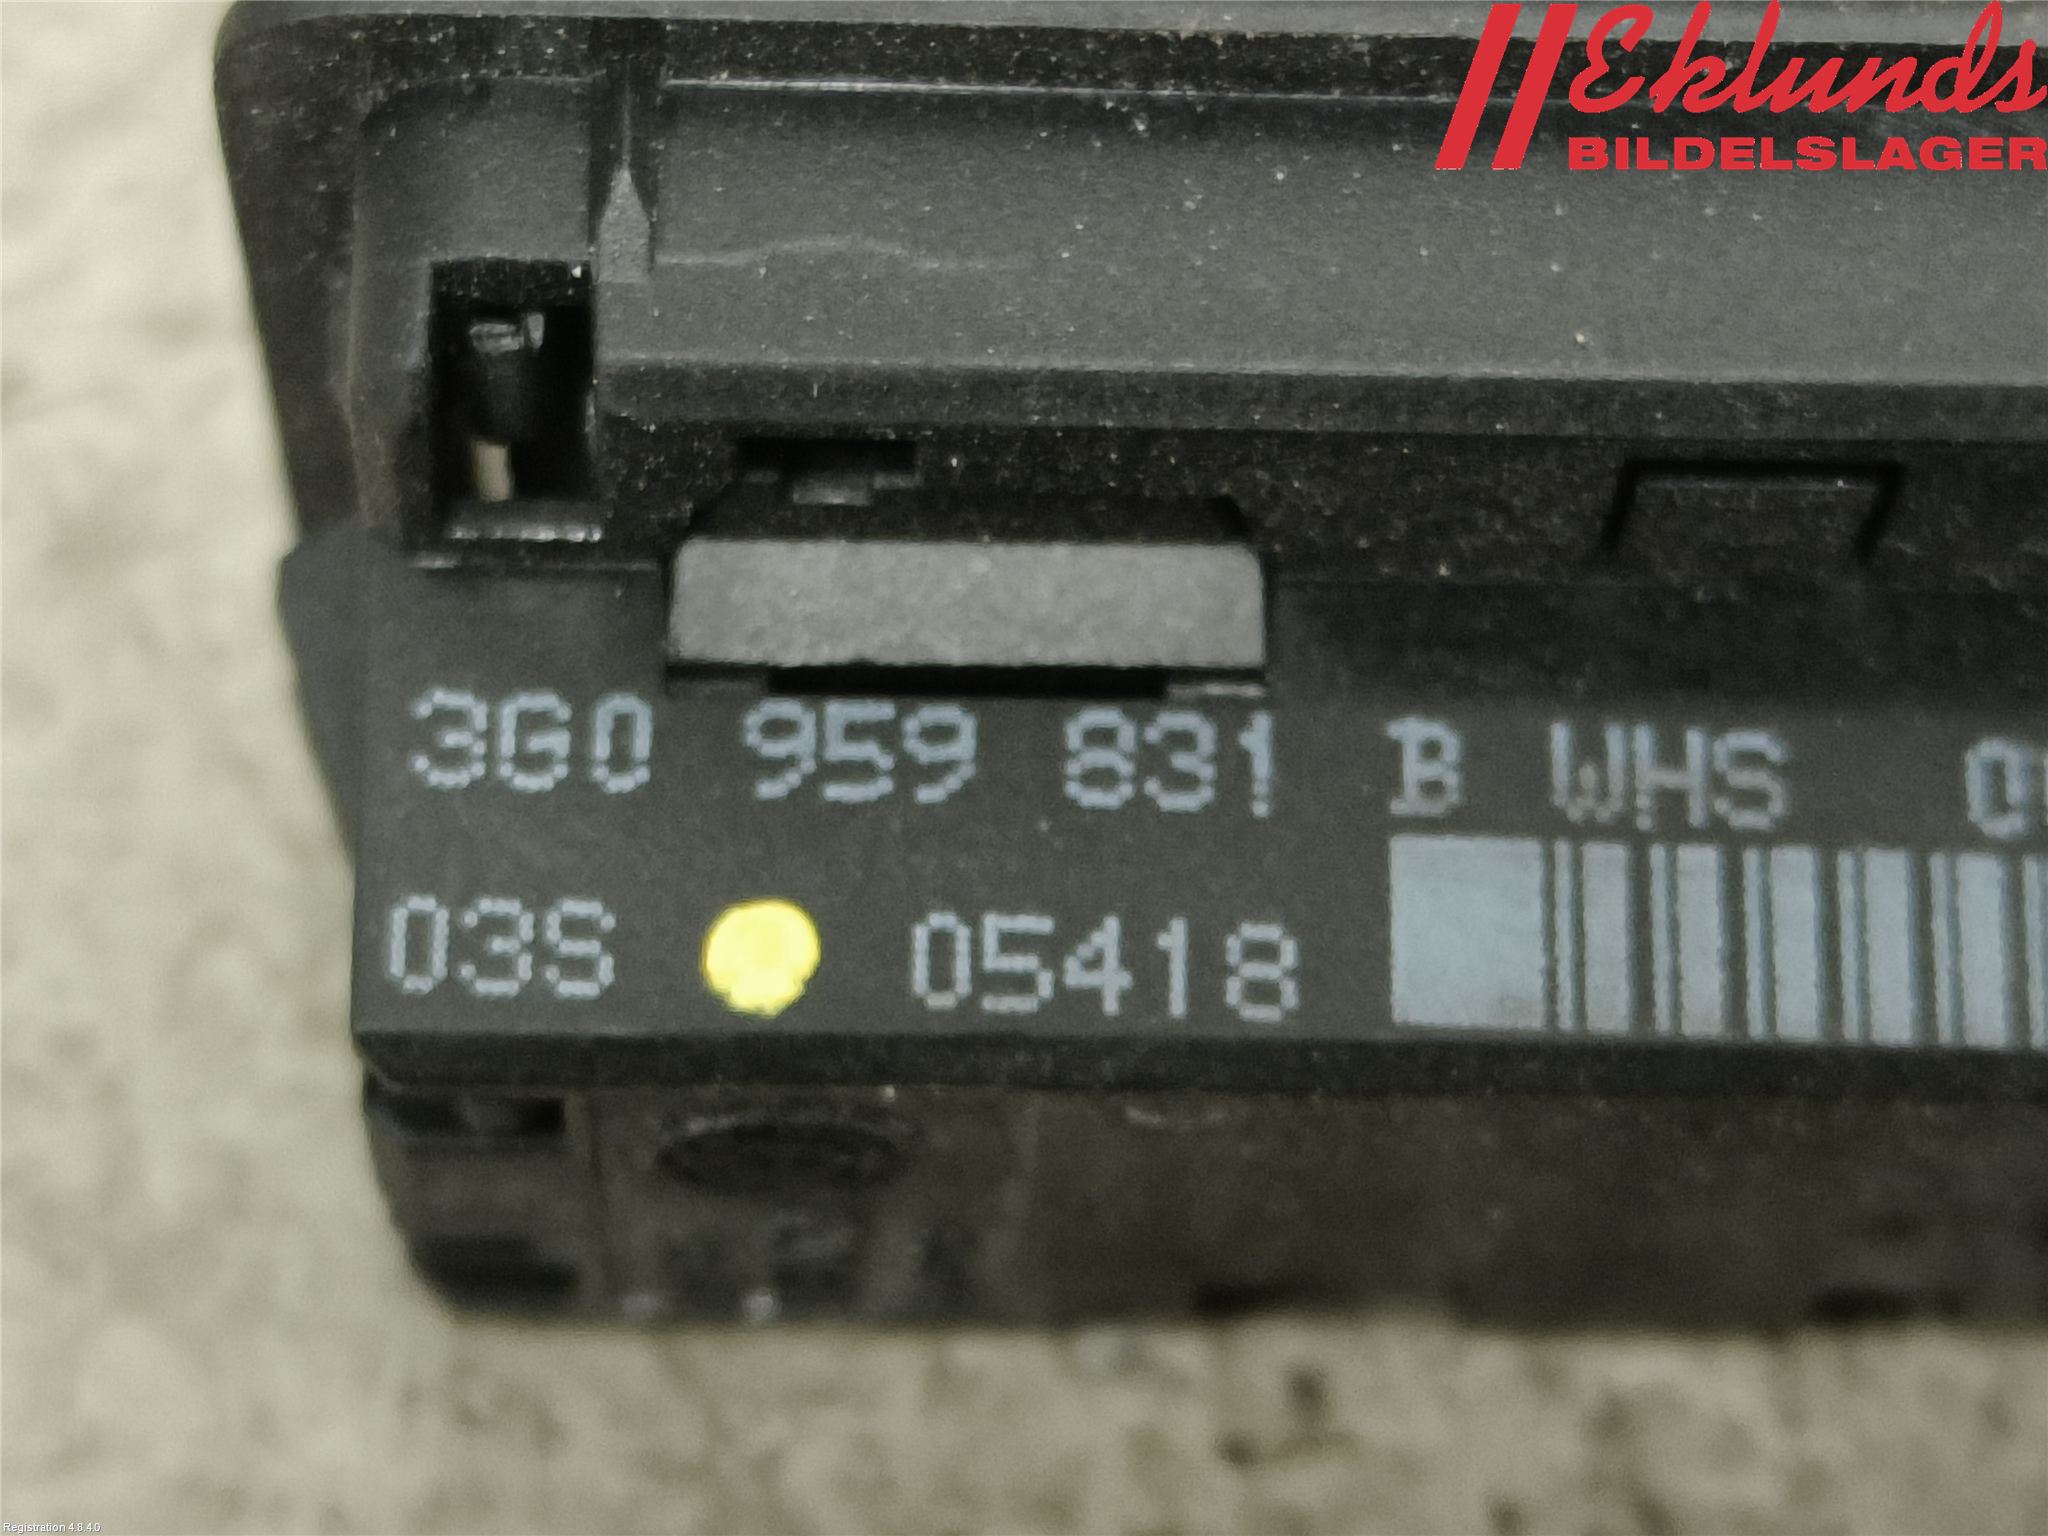 Eklunds
BILDELSLAGER
3G0 959 831 B WHS
03S 05418
Registration 4.8.4.0